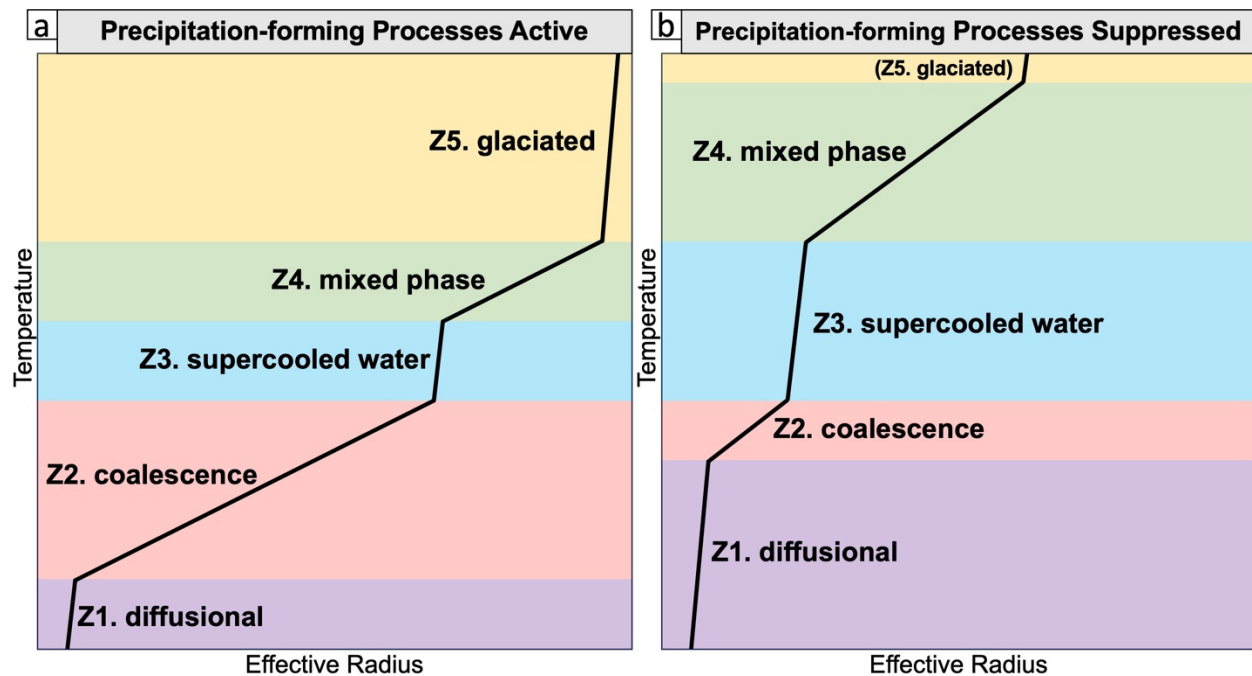 a
Precipitation-forming Processes Active
Z5. glaciated
Z4. mixed phase
Z3. supercooled water
Z2. coalescence
Z1. diffusional
Temperature
Effective Radius
b
Precipitation-forming Processes Suppressed
(Z5. glaciated)
Z4. mixed phase
Z3. supercooled water
Z2. coalescence
Z1. diffusional
Temperature
Effective Radius